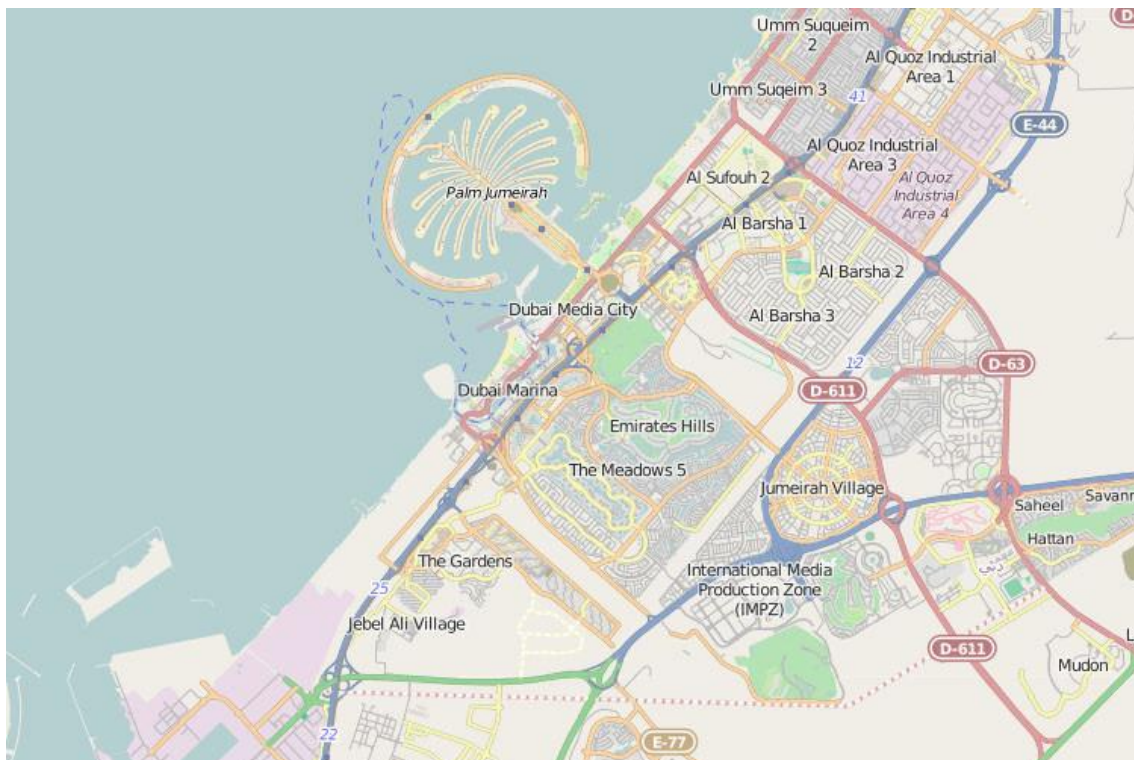 Umm Suqueim
2
D
Al Quoz Industrial
Area 1
Umm Suqeim 3
41
E-44
Al Quoz Industrial
Area 3
Al Sufouh 2
Al Quoz
Industrial
Area 4
Palm Jumeirah
Al Barsha 1
Al Barsha 2
Dubai Media City
Al Barsha 3
12
D-63
Dubai Marina
D-611
Emirates Hills
The Meadows 5
Jumeirah Village
Saheel
Savann
Hattan
The Gardens
International Media
Production Zone
(IMPZ)
دبي
25
Jebel Ali Village
L
D-611
Mudon
22
E-77